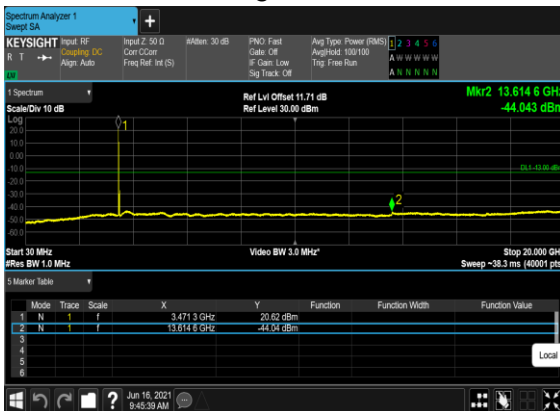 Spectrum Analyzer 1
Swept SA
KEYSIGHT Input: RF Input Z: 50 Ω #Atten: 30 dB PNO: Fast Avg Type: Power (RMS) 1 2 3 4 5 6
R T Coupling: DC Corr CCorr Gate: Off Avg|Hold: 100/100 A W W W W W
Align: Auto Freq Ref: Int (S) IF Gain: Low Trig: Free Run
Sig Track: Off A N N N N N
LV
1 Spectrum Ref Lvl Offset 11.71 dB Mkr2 13.614 6 GHz
Scale/Div 10 dB Ref Level 30.00 dBm -44.043 dBm
Log
1
20.0
10.0
0.00
-10.0
DL1 -13.00 dBm
-20.0
-30.0
2
-40.0
-50.0
-60.0
Start 30 MHz Video BW 3.0 MHz* Stop 20.000 GH
#Res BW 1.0 MHz Sweep ~38.3 ms (40001 pts
5 Marker Table
Mode Trace Scale X Y Function Function Width Function Value
1 N 1 f 3.471 3 GHz 20.62 dBm
2 N 1 f 13.614 6 GHz -44.04 dBm
3
4
5
6
Local
? Jun 16, 2021
9:45:39 AM